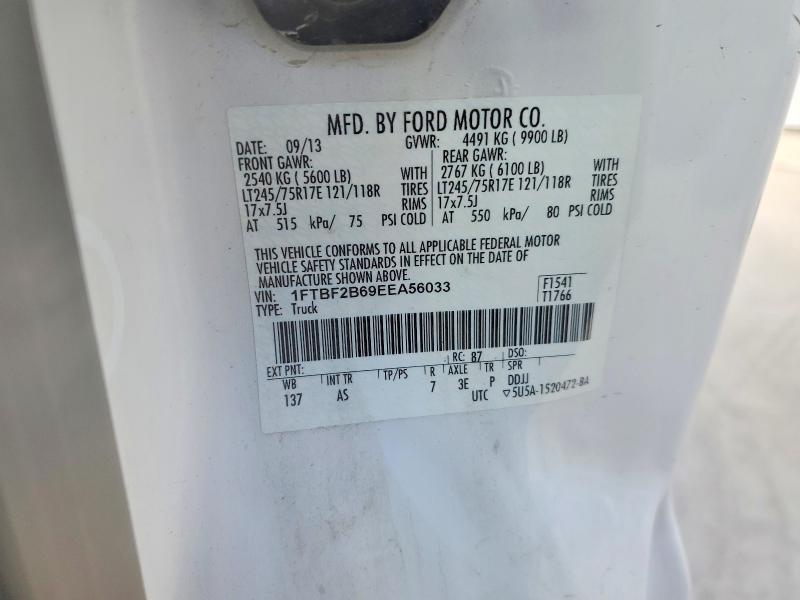 MFD. BY FORD MOTOR CO.
DATE: 09/13 GVWR: 4491 KG ( 9900 LB)
FRONT GAWR: REAR GAWR:
2540 KG ( 5600 LB) WITH 2767 KG ( 6100 LB) WITH
LT245/75R17E 121/118R TIRES LT245/75R17E 121/118R TIRES
17x7.5J RIMS 17x7.5J RIMS
AT 515 kPa/ 75 PSI COLD AT 550 kPa/ 80 PSI COLD
THIS VEHICLE CONFORMS TO ALL APPLICABLE FEDERAL MOTOR
VEHICLE SAFETY STANDARDS IN EFFECT ON THE DATE OF
MANUFACTURE SHOWN ABOVE.
VIN: 1FTBF2B69EEA56033 F1541
TYPE: Truck T1766
EXT PNT: RC: 87 DSO:
WB INT TR TP/PS R AXLE TR SPR
137 AS 7 3E P DDJJ
UTC ▽5U5A-1520472-BA